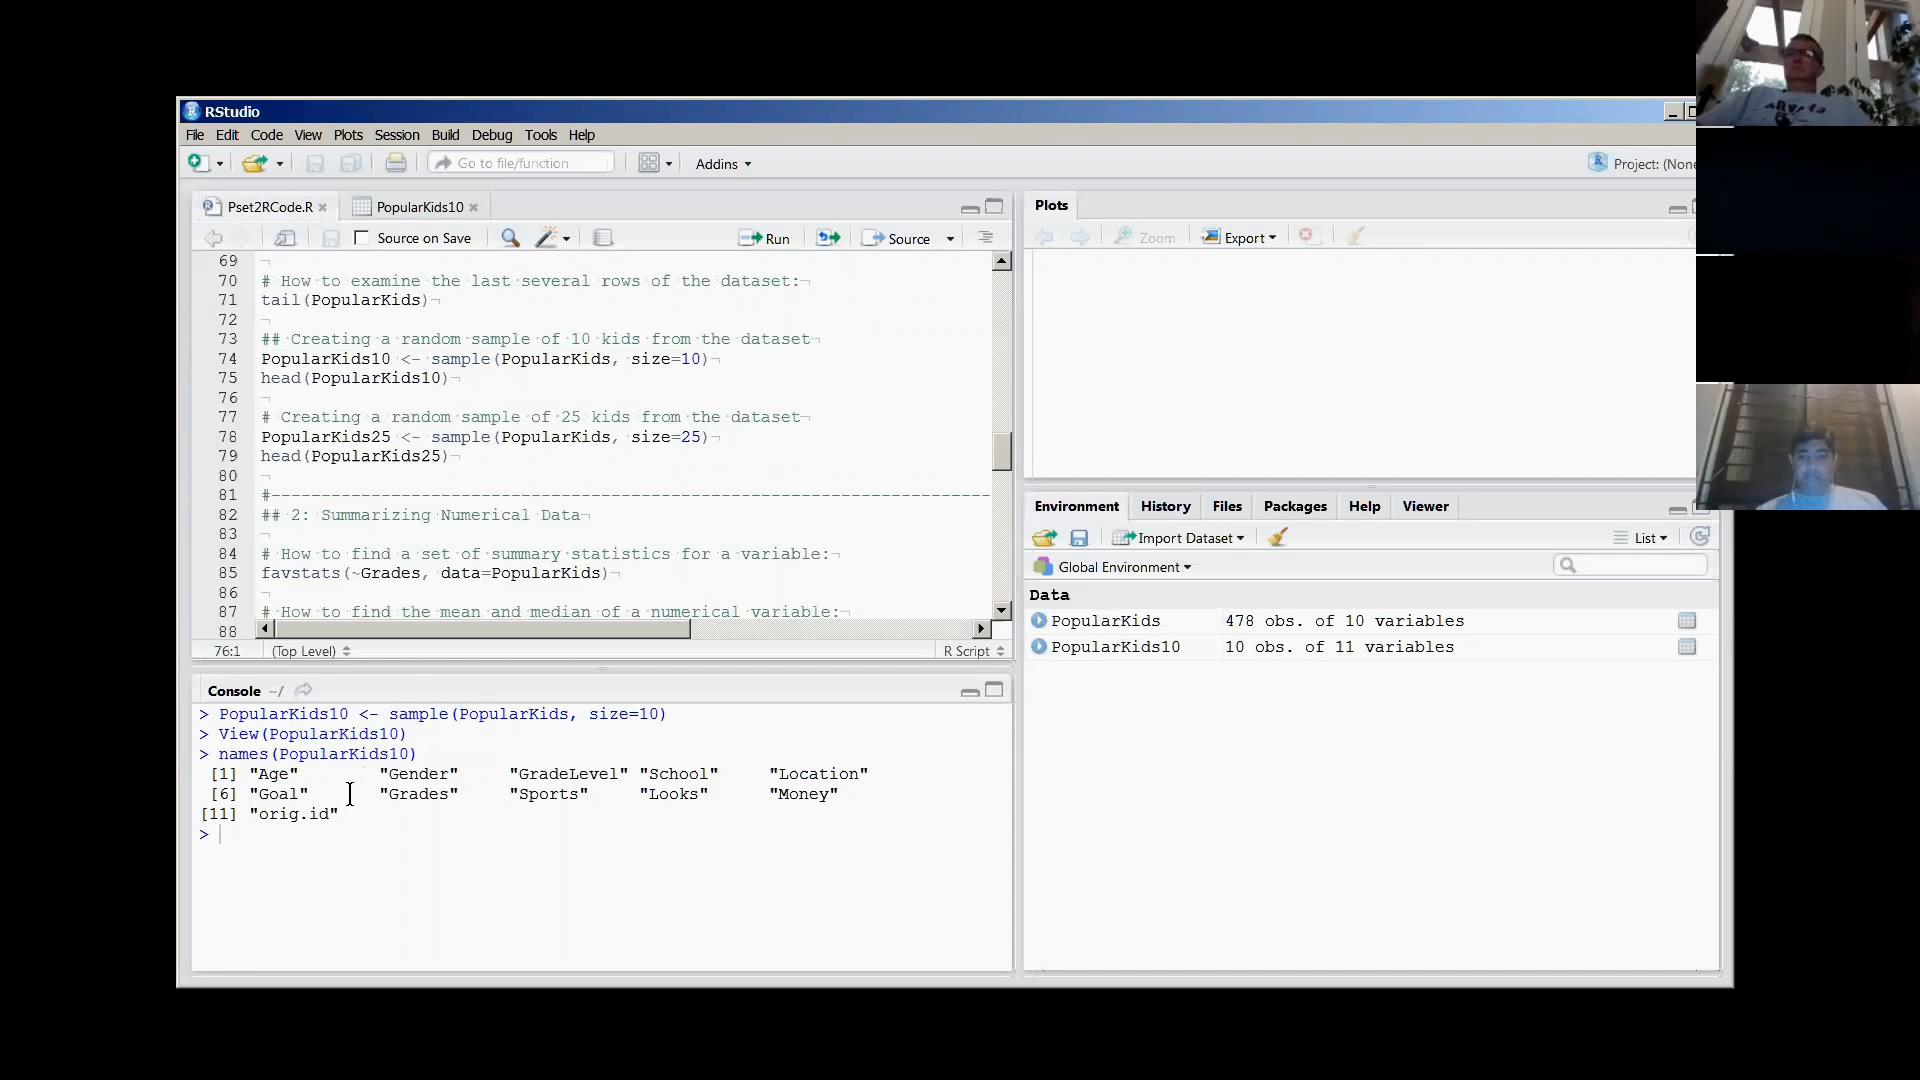 RStudio
File Edit Code View Plots Session Build Debug Tools Help
Go to file/function
Addins
Project: (None
Pset2RCode.R
PopularKids10
Source on Save
Run
Source
69
70 # How to examine the last several rows of the dataset:
71 tail(PopularKids)
72
73 ## Creating a random sample of 10 kids from the dataset
74 PopularKids10 <- sample(PopularKids, size=10)
75 head(PopularKids10)
76
77 # Creating a random sample of 25 kids from the dataset
78 PopularKids25 <- sample(PopularKids, size=25)
79 head(PopularKids25)
80
81 #------------------------------------------------------------------------
82 ## 2: Summarizing Numerical Data
83
84 # How to find a set of summary statistics for a variable:
85 favstats(~Grades, data=PopularKids)
86
87 # How to find the mean and median of a numerical variable:
88
76:1 (Top Level) R Script
Console ~/
> PopularKids10 <- sample(PopularKids, size=10)
> View(PopularKids10)
> names(PopularKids10)
[1] "Age" "Gender" "GradeLevel" "School" "Location"
[6] "Goal" "Grades" "Sports" "Looks" "Money"
[11] "orig.id"
>
Plots
Zoom Export
Environment History Files Packages Help Viewer
Import Dataset List
Global Environment
Data
PopularKids 478 obs. of 10 variables
PopularKids10 10 obs. of 11 variables